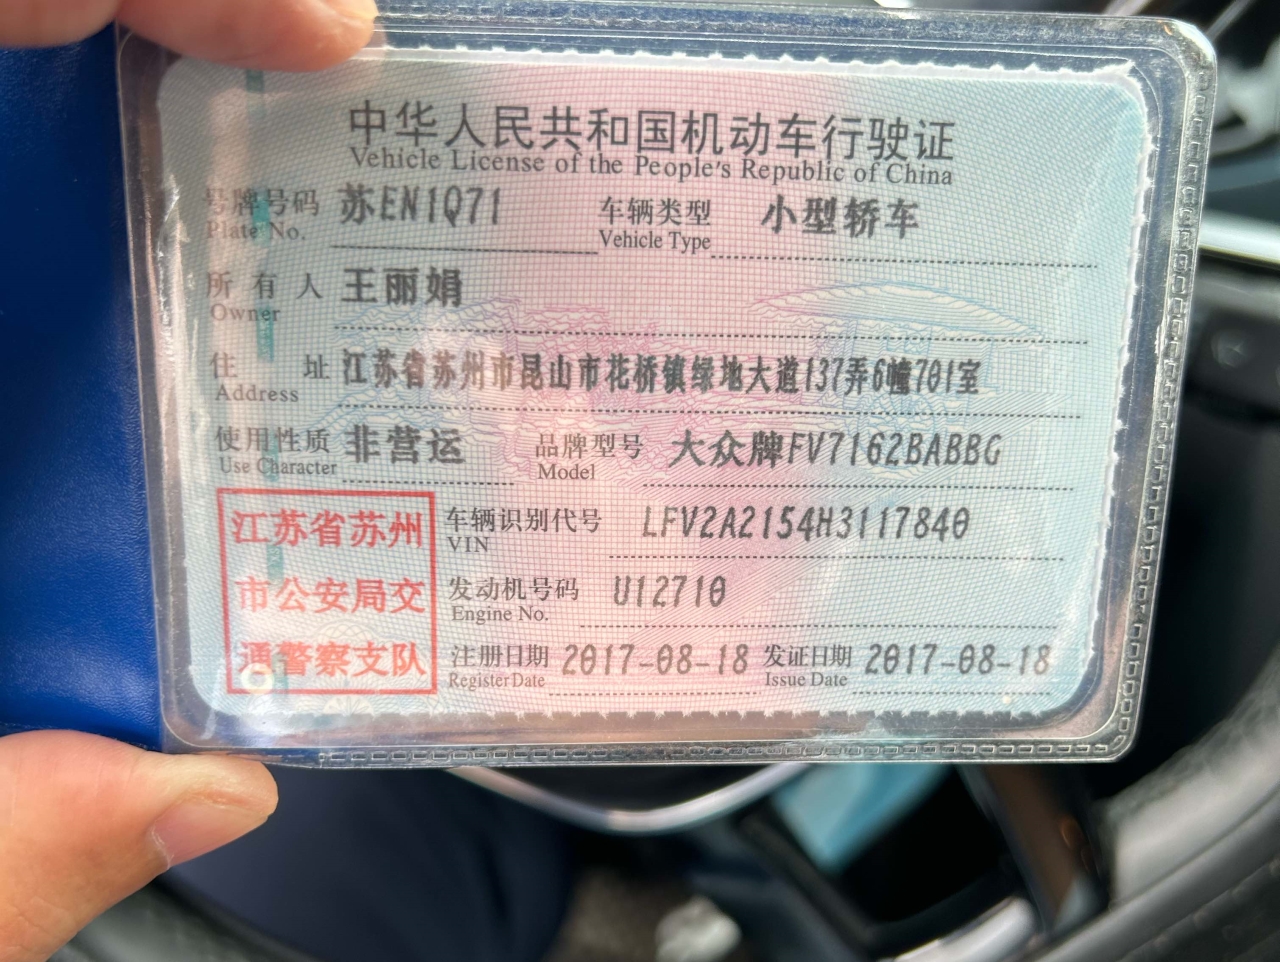 中华人民共和国机动车行驶证
Vehicle License of the People's Republic of China
号牌号码 苏EN1Q71 车辆类型 小型轿车
Plate No. Vehicle Type
所有人 王丽娟
Owner
住址 江苏省苏州市昆山市花桥镇绿地大道137弄6幢701室
Address
使用性质 非营运 品牌型号 大众牌FV7162BABBG
Use Character Model
江苏省苏州
市公安局交
通警察支队
车辆识别代号 LFV2A2154H3117840
VIN
发动机号码 U12710
Engine No.
注册日期 2017-08-18 发证日期 2017-08-18
Register Date Issue Date